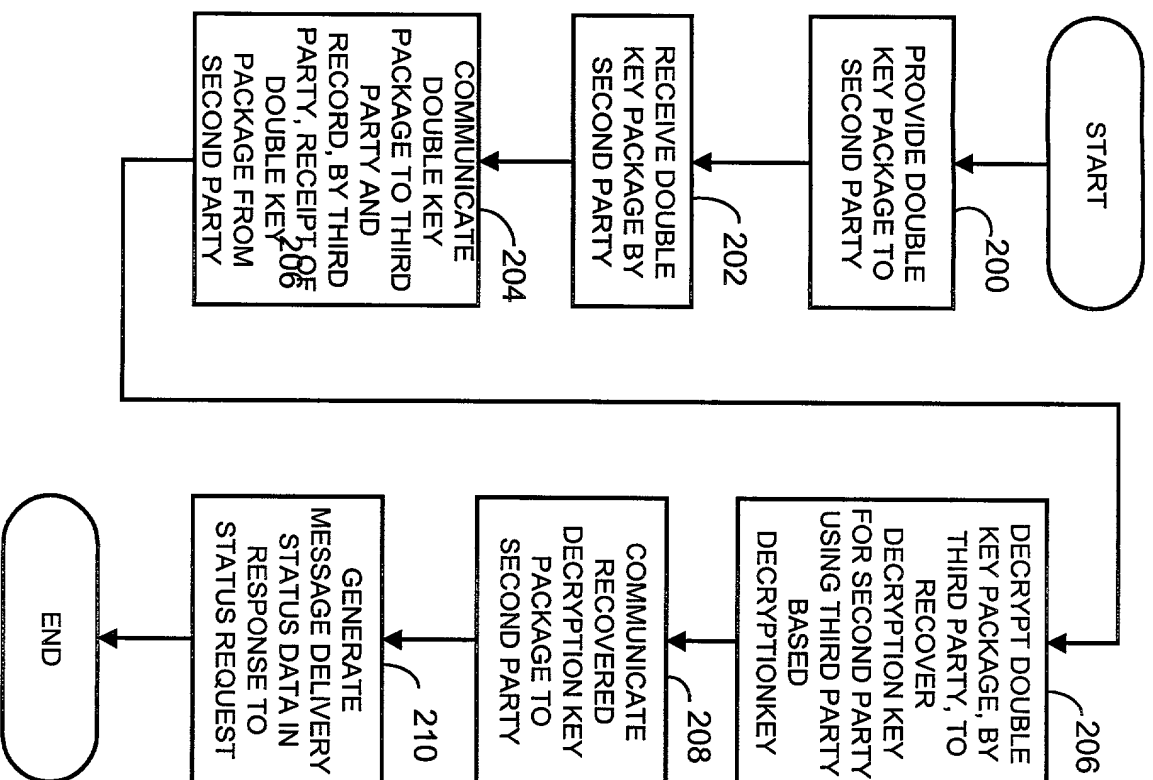 START
200
PROVIDE DOUBLE
KEY PACKAGE TO
SECOND PARTY
202
RECEIVE DOUBLE
KEY PACKAGE BY
SECOND PARTY
204
COMMUNICATE
DOUBLE KEY
PACKAGE TO THIRD
PARTY AND
RECORD, BY THIRD
PARTY, RECEIPT OF
206
DOUBLE KEY
PACKAGE FROM
SECOND PARTY
206
DECRYPT DOUBLE
KEY PACKAGE, BY
THIRD PARTY, TO
RECOVER
DECRYPTION KEY
FOR SECOND PARTY
USING THIRD PARTY
BASED
DECRYPTIONKEY
208
COMMUNICATE
RECOVERED
DECRYPTION KEY
PACKAGE TO
SECOND PARTY
210
GENERATE
MESSAGE DELIVERY
STATUS DATA IN
RESPONSE TO
STATUS REQUEST
END